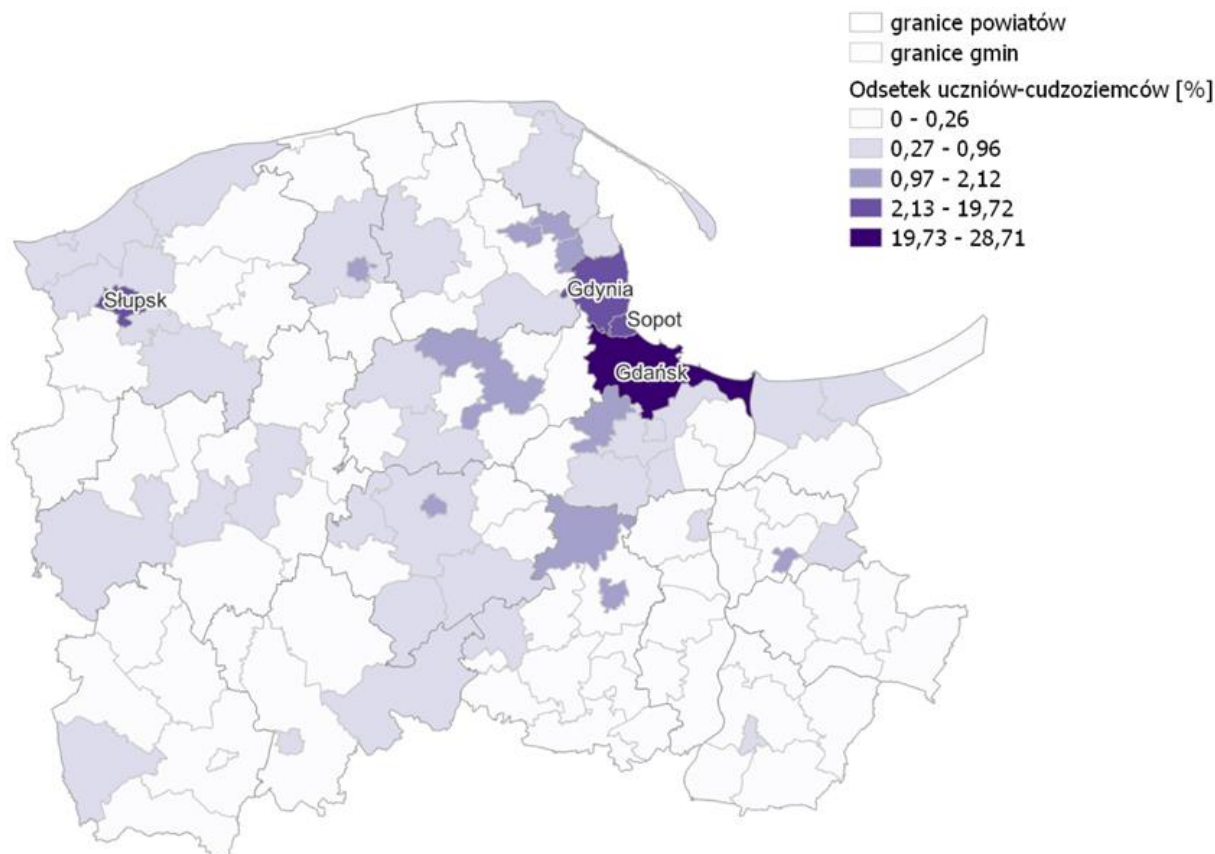 granice powiatów
granice gmin
Odsetek uczniów-cudzoziemców [%]
0 - 0,26
0,27 - 0,96
0,97 - 2,12
2,13 - 19,72
19,73 - 28,71
Słupsk
Gdynia
Sopot
Gdańsk